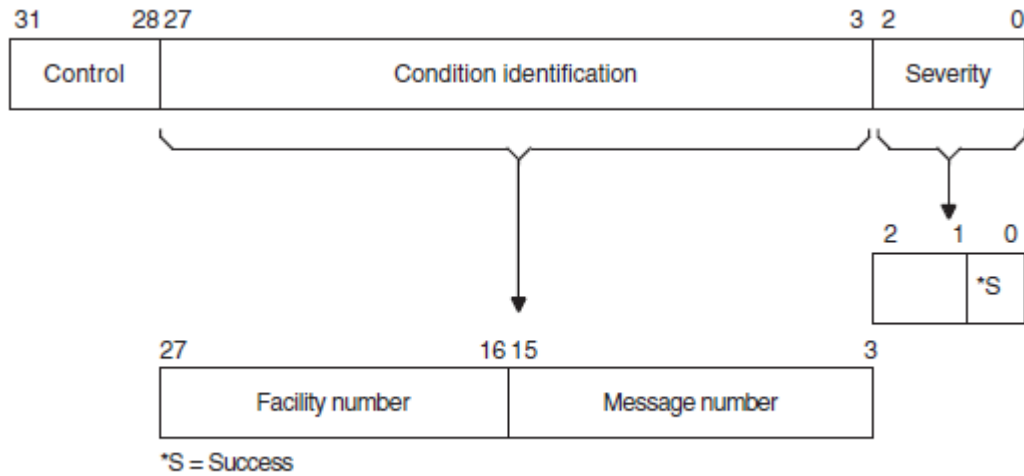 31 28 27 3 2 0
Control Condition identification Severity
2 1 0
*S
27 16 15 3
Facility number Message number
*S = Success